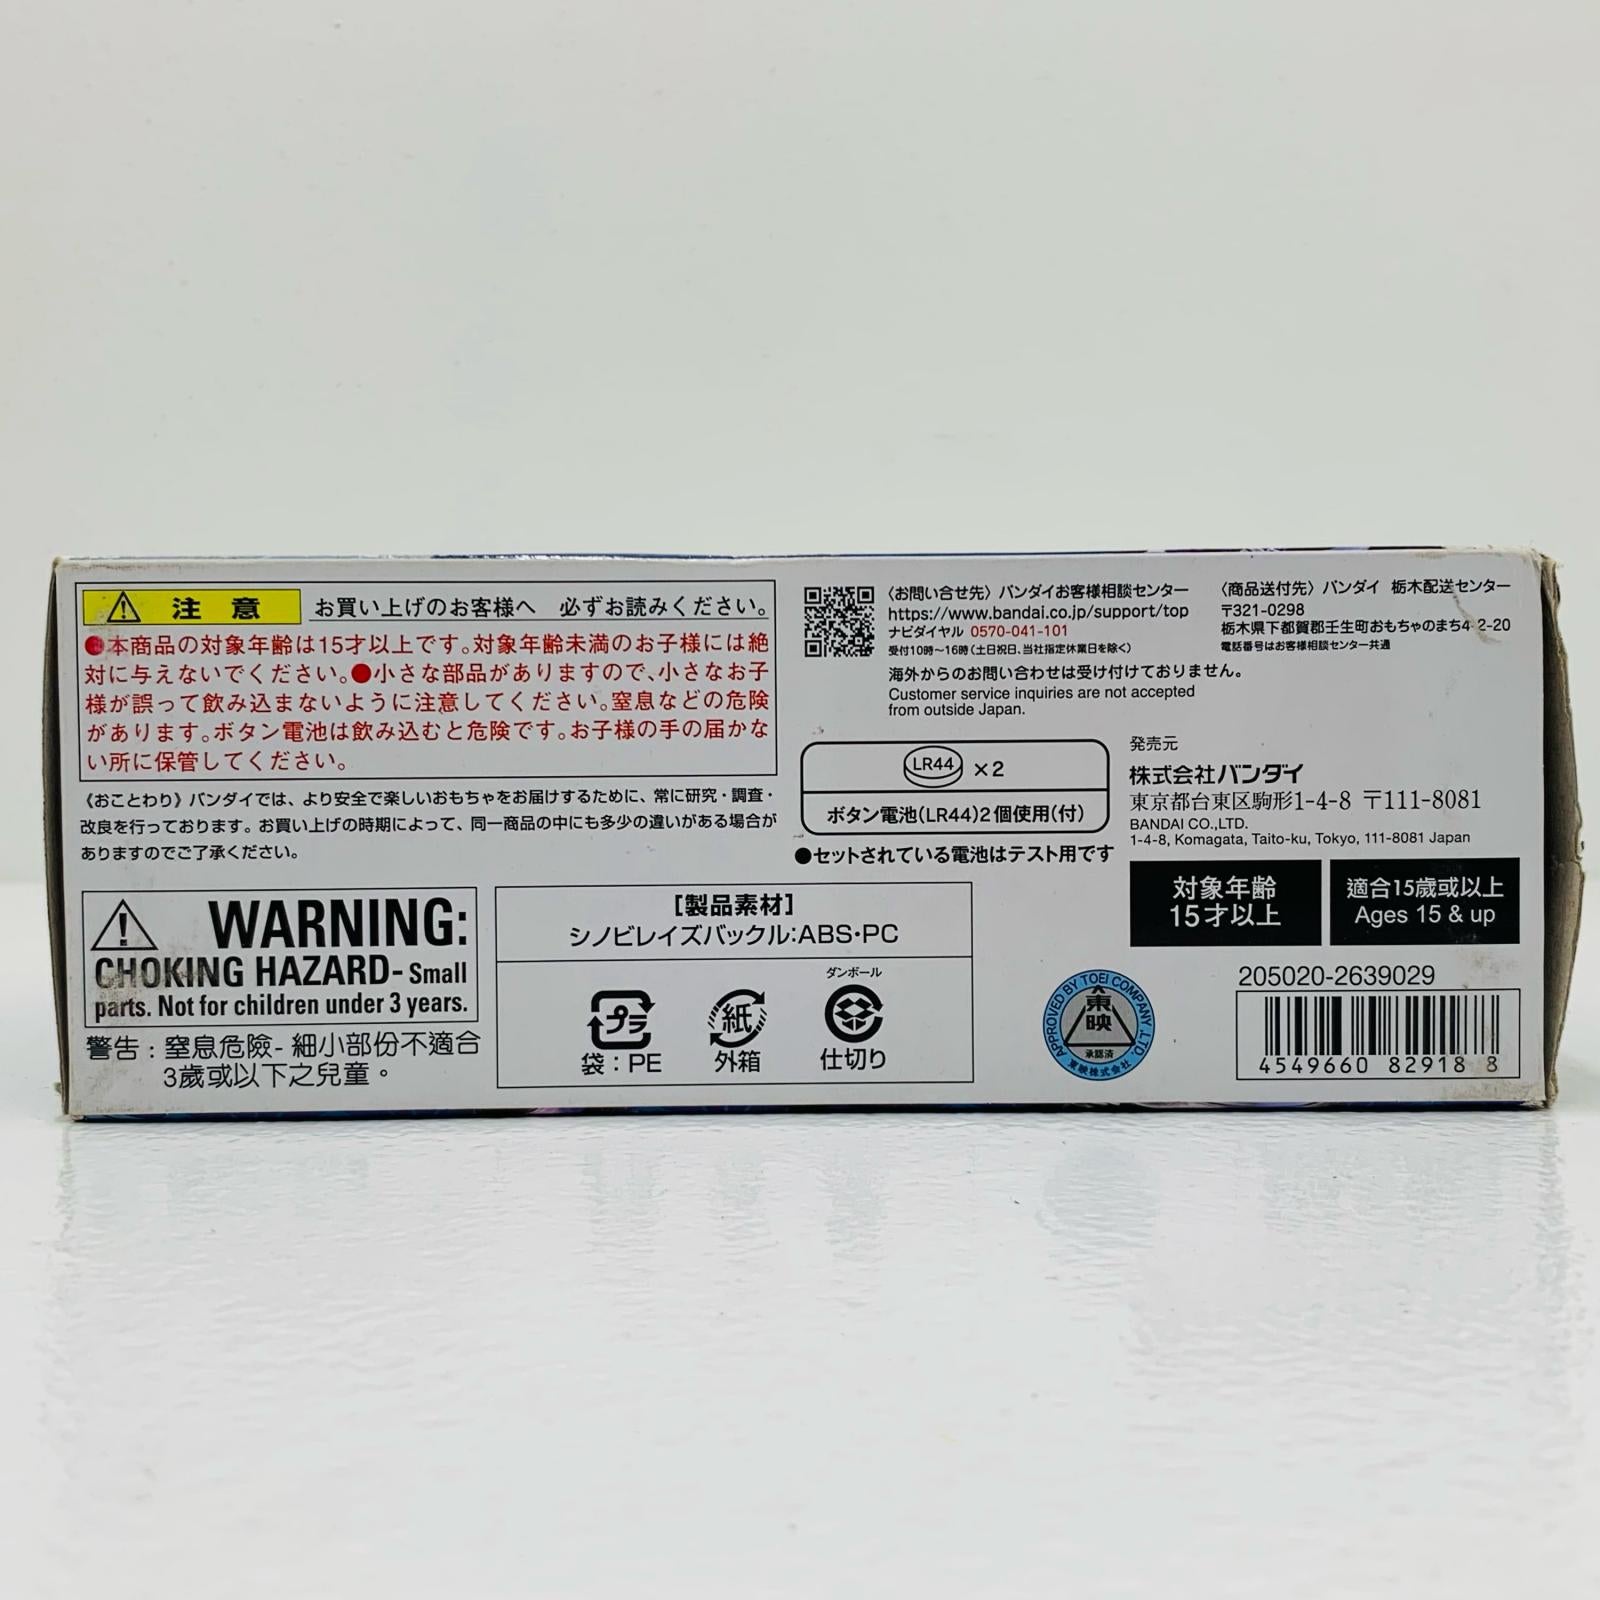 注 意 お買い上げのお客様へ 必ずお読みください。
●本商品の対象年齢は15才以上です。対象年齢未満のお子様には絶
対に与えないでください。●小さな部品がありますので、小さなお子
様が誤って飲み込まないように注意してください。窒息などの危険
があります。ボタン電池は飲み込むと危険です。お子様の手の届かな
い所に保管してください。
《おことわり》バンダイでは、より安全で楽しいおもちゃをお届けするために、常に研究・調査・
改良を行っております。お買い上げの時期によって、同一商品の中にも多少の違いがある場合が
ありますのでご了承ください。
WARNING:
CHOKING HAZARD- Small
parts. Not for children under 3 years.
警告:窒息危險-細小部份不適合
3歲或以下之兒童。
[製品素材]
シノビレイズバックル:ABS・PC
ダンボール
プラ
紙
袋:PE
外箱
仕切り
〈お問い合せ先〉バンダイお客様相談センター
https://www.bandai.co.jp/support/top
ナビダイヤル 0570-041-101
受付10時〜16時(土日祝日、当社指定休業日を除く)
海外からのお問い合わせは受け付けておりません。
Customer service inquiries are not accepted
from outside Japan.
〈商品送付先〉バンダイ 栃木配送センター
〒321-0298
栃木県下都賀郡壬生町おもちゃのまち4-2-20
電話番号はお客様相談センター共通
LR44 ×2
ボタン電池(LR44)2個使用(付)
●セットされている電池はテスト用です
発売元
株式会社バンダイ
東京都台東区駒形1-4-8 〒111-8081
BANDAI CO.,LTD.
1-4-8, Komagata, Taito-ku, Tokyo, 111-8081 Japan
対象年齢
15才以上
適合15歲或以上
Ages 15 & up
APPROVED BY TOEI COMPANY, LTD.
東映
承認済
東映株式会社
205020-2639029
4549660 82918 8